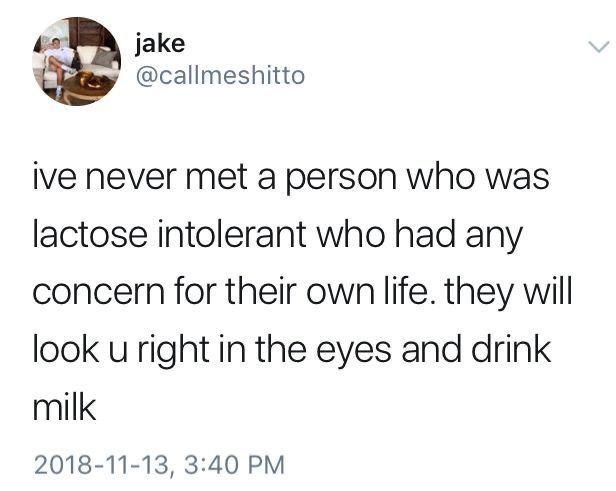 jake
@callmeshitto
ive never met a person who was
lactose intolerant who had any
concern for their own life. they will
look u right in the eyes and drink
milk
2018-11-13, 3:40 PM